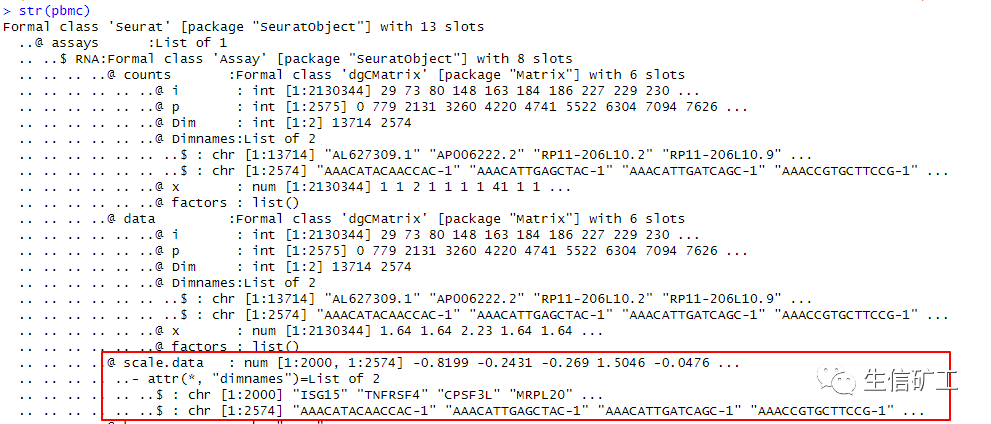 > str(pbmc)
Formal class 'Seurat' [package "SeuratObject"] with 13 slots
  ..@ assays      :List of 1
  .. ..$ RNA:Formal class 'Assay' [package "SeuratObject"] with 8 slots
  .. .. .. ..@ counts       :Formal class 'dgCMatrix' [package "Matrix"] with 6 slots
  .. .. .. .. .. ..@ i       : int [1:2130344] 29 73 80 148 163 184 186 227 229 230 ...
  .. .. .. .. .. ..@ p       : int [1:2575] 0 779 2131 3260 4220 4741 5522 6304 7094 7626 ...
  .. .. .. .. .. ..@ Dim     : int [1:2] 13714 2574
  .. .. .. .. .. ..@ Dimnames:List of 2
  .. .. .. .. .. .. ..$ : chr [1:13714] "AL627309.1" "AP006222.2" "RP11-206L10.2" "RP11-206L10.9" ...
  .. .. .. .. .. .. ..$ : chr [1:2574] "AAACATACAACCAC-1" "AAACATTGAGCTAC-1" "AAACATTGATCAGC-1" "AAACCGTGCTTCCG-1" ...
  .. .. .. .. .. ..@ x       : num [1:2130344] 1 1 2 1 1 1 1 41 1 1 ...
  .. .. .. .. .. ..@ factors : list()
  .. .. .. ..@ data         :Formal class 'dgCMatrix' [package "Matrix"] with 6 slots
  .. .. .. .. .. ..@ i       : int [1:2130344] 29 73 80 148 163 184 186 227 229 230 ...
  .. .. .. .. .. ..@ p       : int [1:2575] 0 779 2131 3260 4220 4741 5522 6304 7094 7626 ...
  .. .. .. .. .. ..@ Dim     : int [1:2] 13714 2574
  .. .. .. .. .. ..@ Dimnames:List of 2
  .. .. .. .. .. .. ..$ : chr [1:13714] "AL627309.1" "AP006222.2" "RP11-206L10.2" "RP11-206L10.9" ...
  .. .. .. .. .. .. ..$ : chr [1:2574] "AAACATACAACCAC-1" "AAACATTGAGCTAC-1" "AAACATTGATCAGC-1" "AAACCGTGCTTCCG-1" ...
  .. .. .. .. .. ..@ x       : num [1:2130344] 1.64 1.64 2.23 1.64 1.64 ...
  .. .. .. .. .. ..@ factors : list()
  .. .. .. ..@ scale.data   : num [1:2000, 1:2574] -0.8199 -0.2431 -0.269 1.5046 -0.0476 ...
  .. .. .. .. ..- attr(*, "dimnames")=List of 2
  .. .. .. .. .. ..$ : chr [1:2000] "ISG15" "TNFRSF4" "CPSF3L" "MRPL20" ...
  .. .. .. .. .. ..$ : chr [1:2574] "AAACATACAACCAC-1" "AAACATTGAGCTAC-1" "AAACATTGATCAGC-1" "AAACCGTGCTTCCG-1" ...
生信矿工